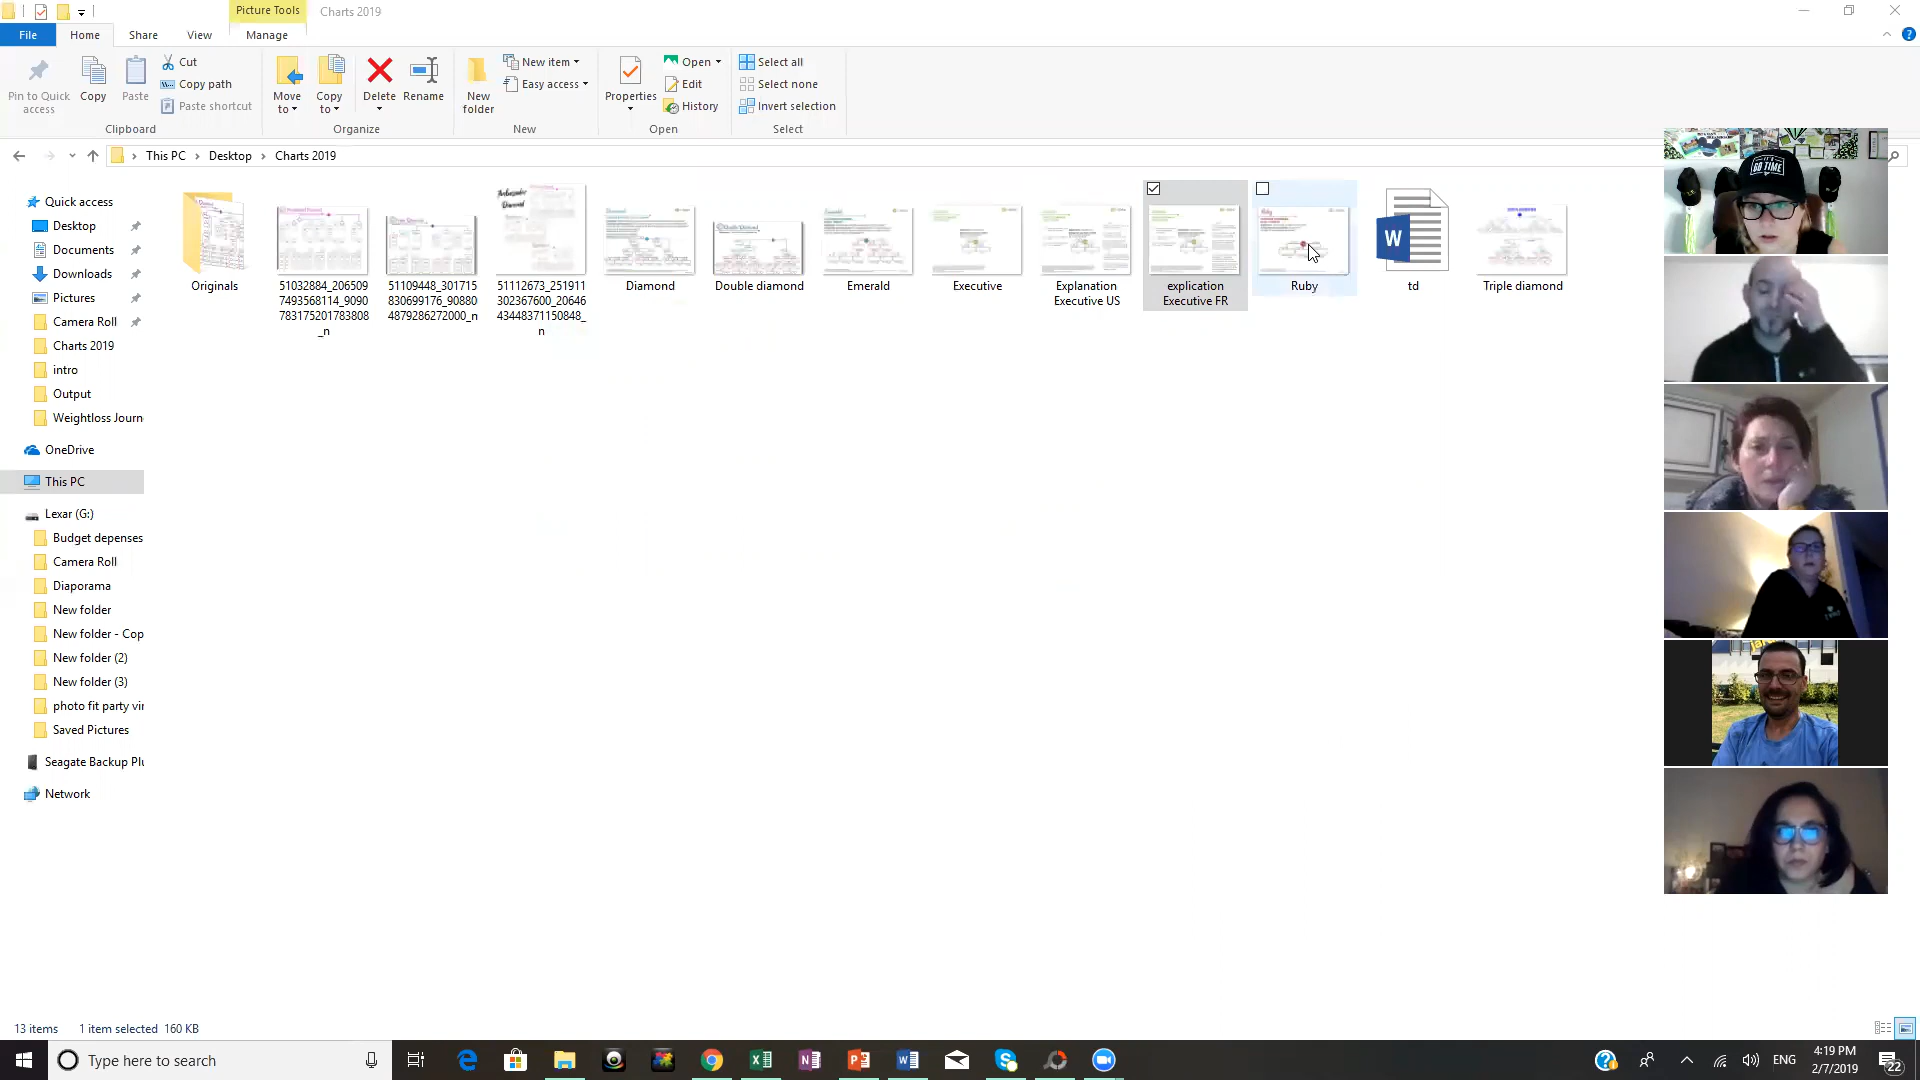 Picture Tools
Charts 2019
File
Home
Share
View
Manage
Pin to Quick
access
Copy
Paste
Cut
Copy path
Paste shortcut
Clipboard
Move
to
Copy
to
Delete
Rename
Organize
New
folder
New item
Easy access
New
Properties
Open
Edit
History
Open
Select all
Select none
Invert selection
Select
This PC
Desktop
Charts 2019
Quick access
Desktop
Documents
Downloads
Pictures
Camera Roll
Charts 2019
intro
Output
Weightloss Journ
OneDrive
This PC
Lexar (G:)
Budget depenses
Camera Roll
Diaporama
New folder
New folder - Cop
New folder (2)
New folder (3)
photo fit party vir
Saved Pictures
Seagate Backup Plu
Network
Originals
51032884_206509
7493568114_9090
783175201783808
_n
51109448_301715
830699176_90880
4879286272000_n
Ambassador
Diamond
51112673_251911
302367600_20646
43448371150848_
n
Diamond
Double diamond
Emerald
Executive
Explanation
Executive US
explication
Executive FR
Ruby
W
td
Triple diamond
GO TIME
13 items
1 item selected 160 KB
Type here to search
ENG
4:19 PM
2/7/2019
22